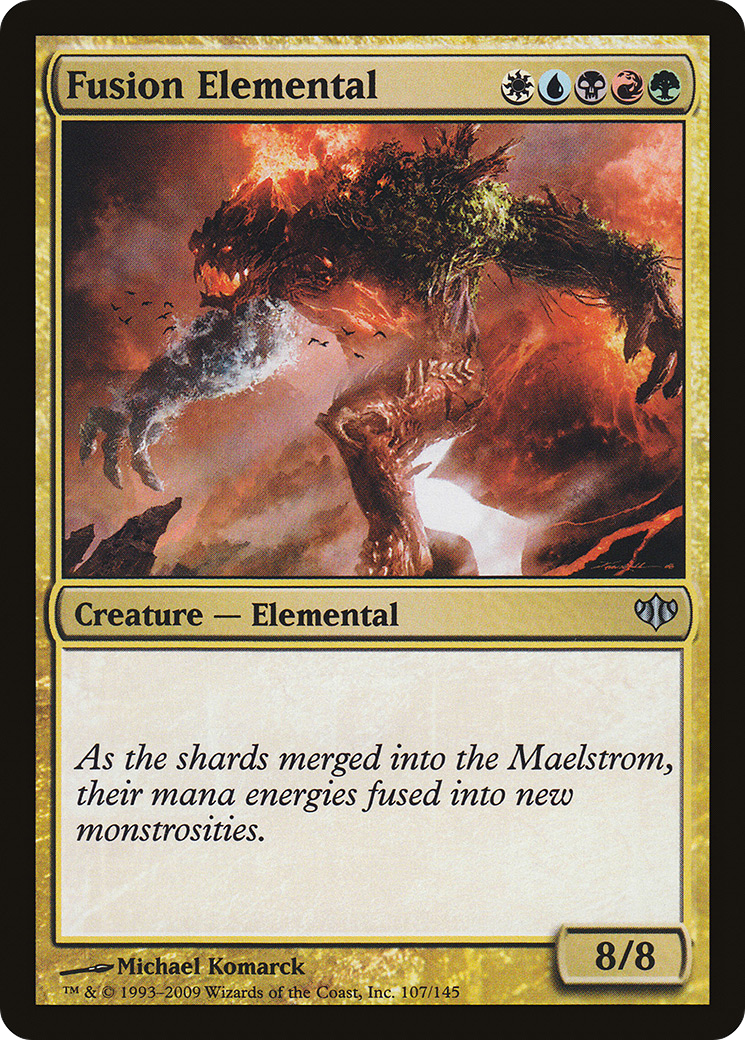 Fusion Elemental
Creature — Elemental
As the shards merged into the Maelstrom,
their mana energies fused into new
monstrosities.
8/8
Michael Komarck
™ & © 1993–2009 Wizards of the Coast, Inc. 107/145